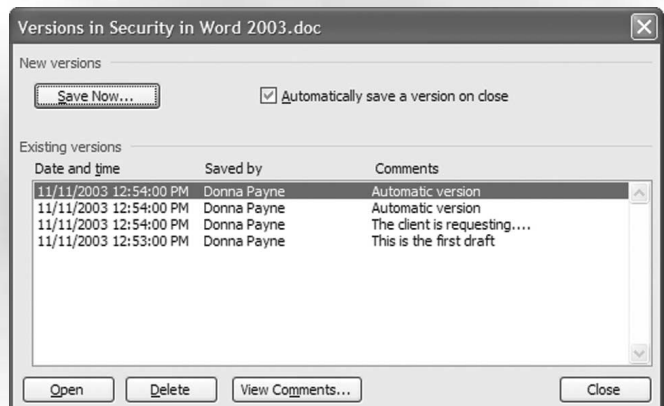 Versions in Security in Word 2003.doc
New versions
Save Now...
Automatically save a version on close
Existing versions
Date and time Saved by Comments
11/11/2003 12:54:00 PM Donna Payne Automatic version
11/11/2003 12:54:00 PM Donna Payne Automatic version
11/11/2003 12:54:00 PM Donna Payne The client is requesting....
11/11/2003 12:53:00 PM Donna Payne This is the first draft
Open Delete View Comments... Close